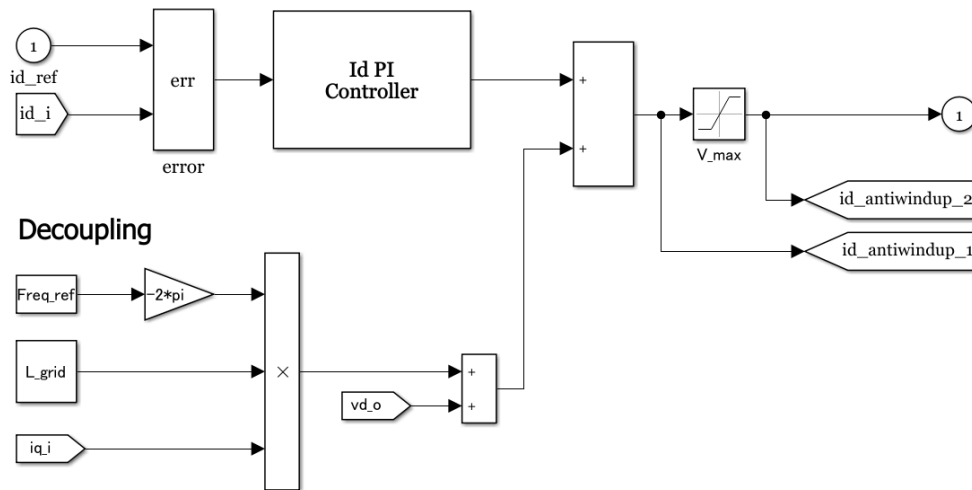 1
id_ref
id_i
err
error
Id PI
Controller
+
+
V_max
1
id_antiwindup_2
id_antiwindup_1
Decoupling
Freq_ref
-2*pi
L_grid
iq_i
×
vd_o
+
+